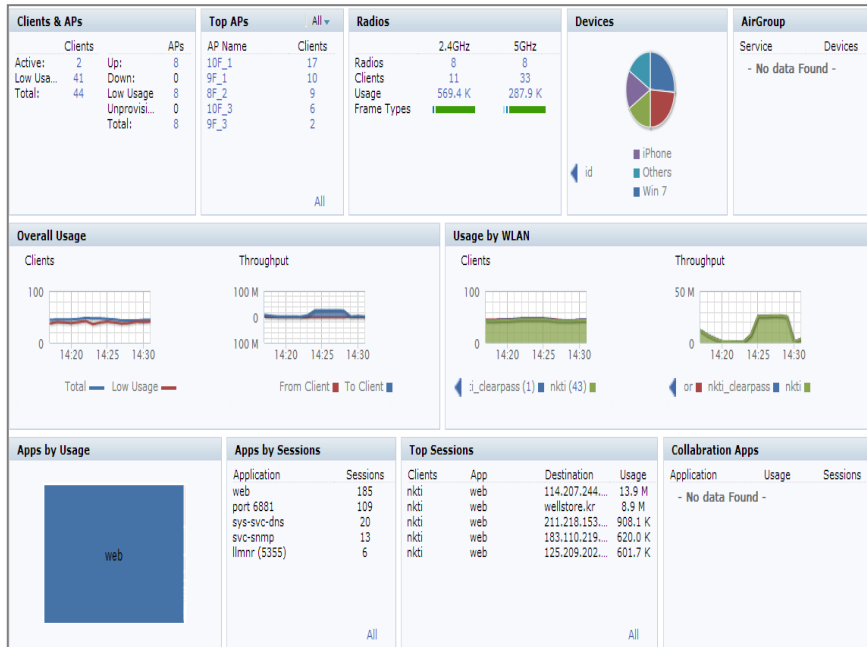 Clients & APs
Clients APs
Active: 2 Up: 8
Low Usa... 41 Down: 0
Total: 44 Low Usage 8
Unprovisi... 0
Total: 8
Top APs All
AP Name Clients
10F_1 17
9F_1 10
8F_2 9
10F_3 6
9F_3 2
All
Radios
2.4GHz 5GHz
Radios 8 8
Clients 11 33
Usage 569.4 K 287.9 K
Frame Types
Devices
id
iPhone
Others
Win 7
AirGroup
Service Devices
- No data Found -
Overall Usage
Clients
100
0
14:20 14:25 14:30
Total Low Usage
Throughput
100 M
0
100 M
14:20 14:25 14:30
From Client To Client
Usage by WLAN
Clients
100
0
14:20 14:25 14:30
:i_clearpass (1) nkti (43)
Throughput
50 M
0
14:20 14:25 14:30
or nkti_clearpass nkti
Apps by Usage
web
Apps by Sessions
Application Sessions
web 185
port 6881 109
sys-svc-dns 20
svc-snmp 13
llmnr (5355) 6
All
Top Sessions
Clients App Destination Usage
nkti web 114.207.244.... 13.9 M
nkti web wellstore.kr 8.9 M
nkti web 211.218.153.... 908.1 K
nkti web 183.110.219.... 620.0 K
nkti web 125.209.202.... 601.7 K
All
Collabration Apps
Application Usage Sessions
- No data Found -